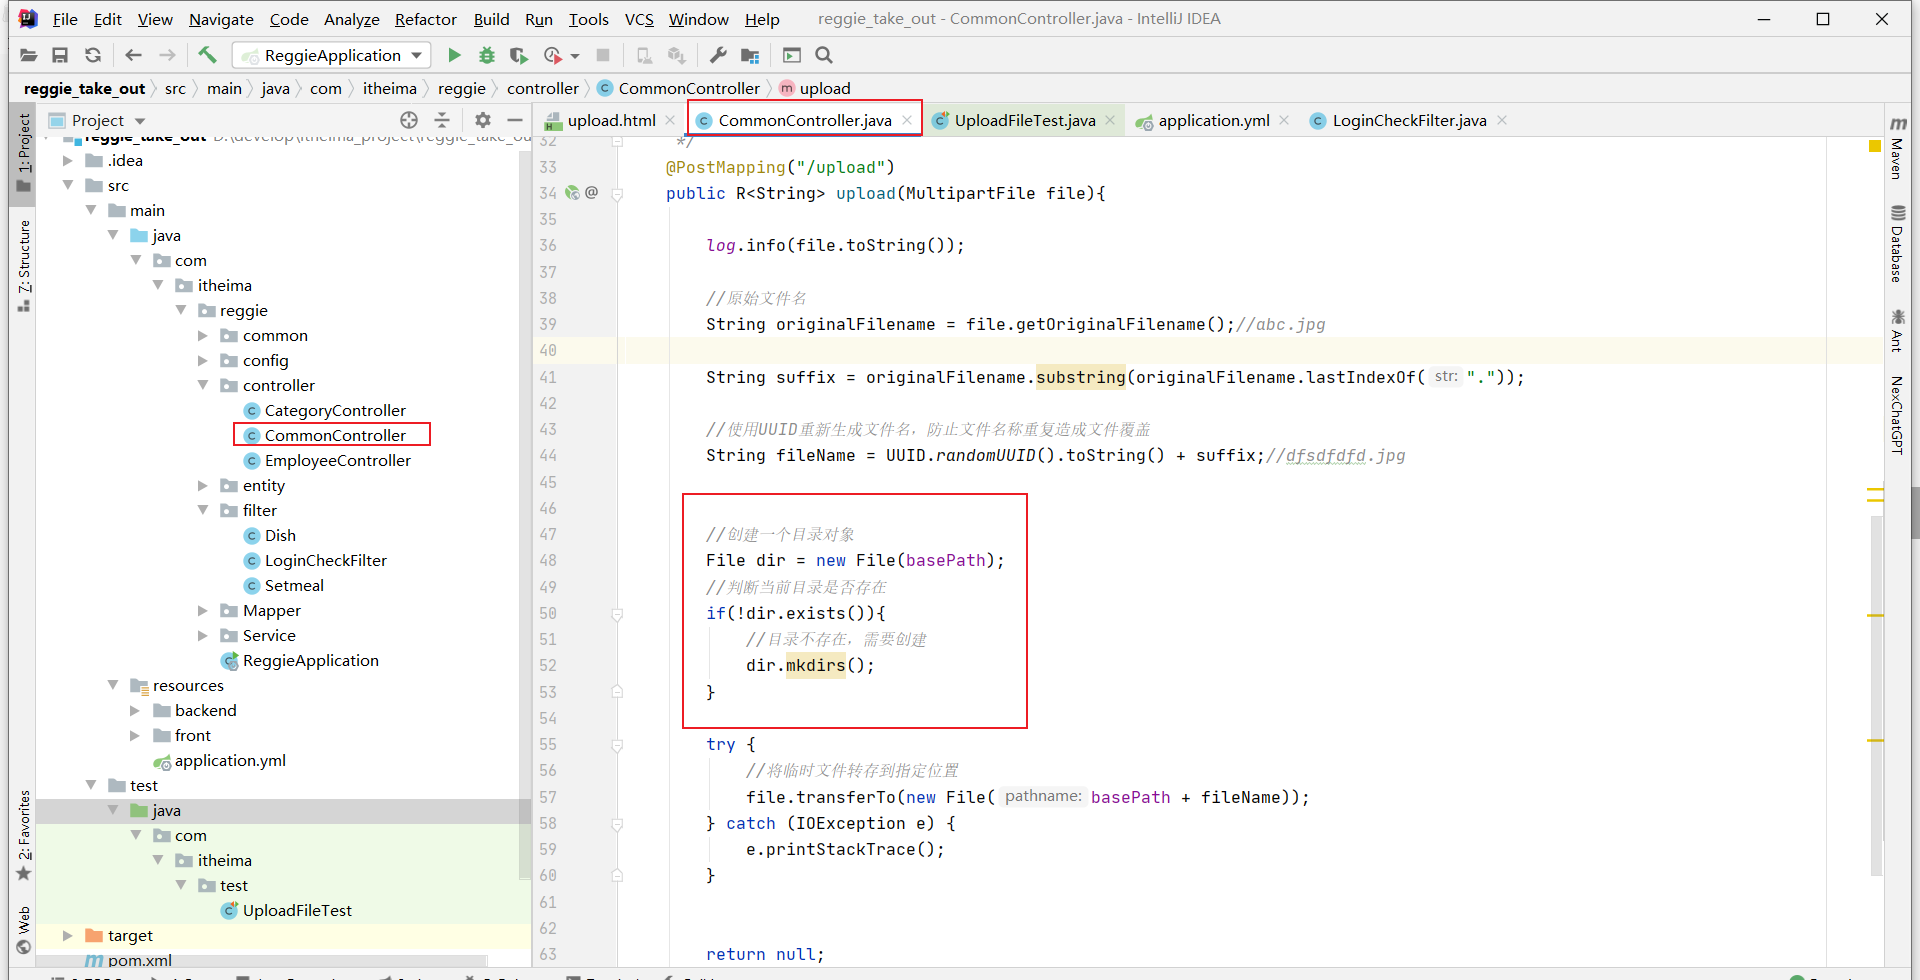 File Edit View Navigate Code Analyze Refactor Build Run Tools VCS Window Help reggie_take_out - CommonController.java - IntelliJ IDEA
ReggieApplication
reggie_take_out src main java com itheima reggie controller CommonController upload
Project
upload.html CommonController.java UploadFileTest.java application.yml LoginCheckFilter.java
1: Project
Z: Structure
2: Favorites
Web
reggie_take_out D:\develop\itheima_project\reggie_take_ou
.idea
src
main
java
com
itheima
reggie
common
config
controller
CategoryController
CommonController
EmployeeController
entity
filter
Dish
LoginCheckFilter
Setmeal
Mapper
Service
ReggieApplication
resources
backend
front
application.yml
test
java
com
itheima
test
UploadFileTest
target
pom.xml
32 */
33 @PostMapping("/upload")
34 @ public R<String> upload(MultipartFile file){
35
36 log.info(file.toString());
37
38 //原始文件名
39 String originalFilename = file.getOriginalFilename();//abc.jpg
40
41 String suffix = originalFilename.substring(originalFilename.lastIndexOf( str: "."));
42
43 //使用UUID重新生成文件名，防止文件名称重复造成文件覆盖
44 String fileName = UUID.randomUUID().toString() + suffix;//dfsdfdfd.jpg
45
46
47 //创建一个目录对象
48 File dir = new File(basePath);
49 //判断当前目录是否存在
50 if(!dir.exists()){
51 //目录不存在，需要创建
52 dir.mkdirs();
53 }
54
55 try {
56 //将临时文件转存到指定位置
57 file.transferTo(new File( pathname: basePath + fileName));
58 } catch (IOException e) {
59 e.printStackTrace();
60 }
61
62
63 return null;
Maven
Database
Ant
NexChatGPT